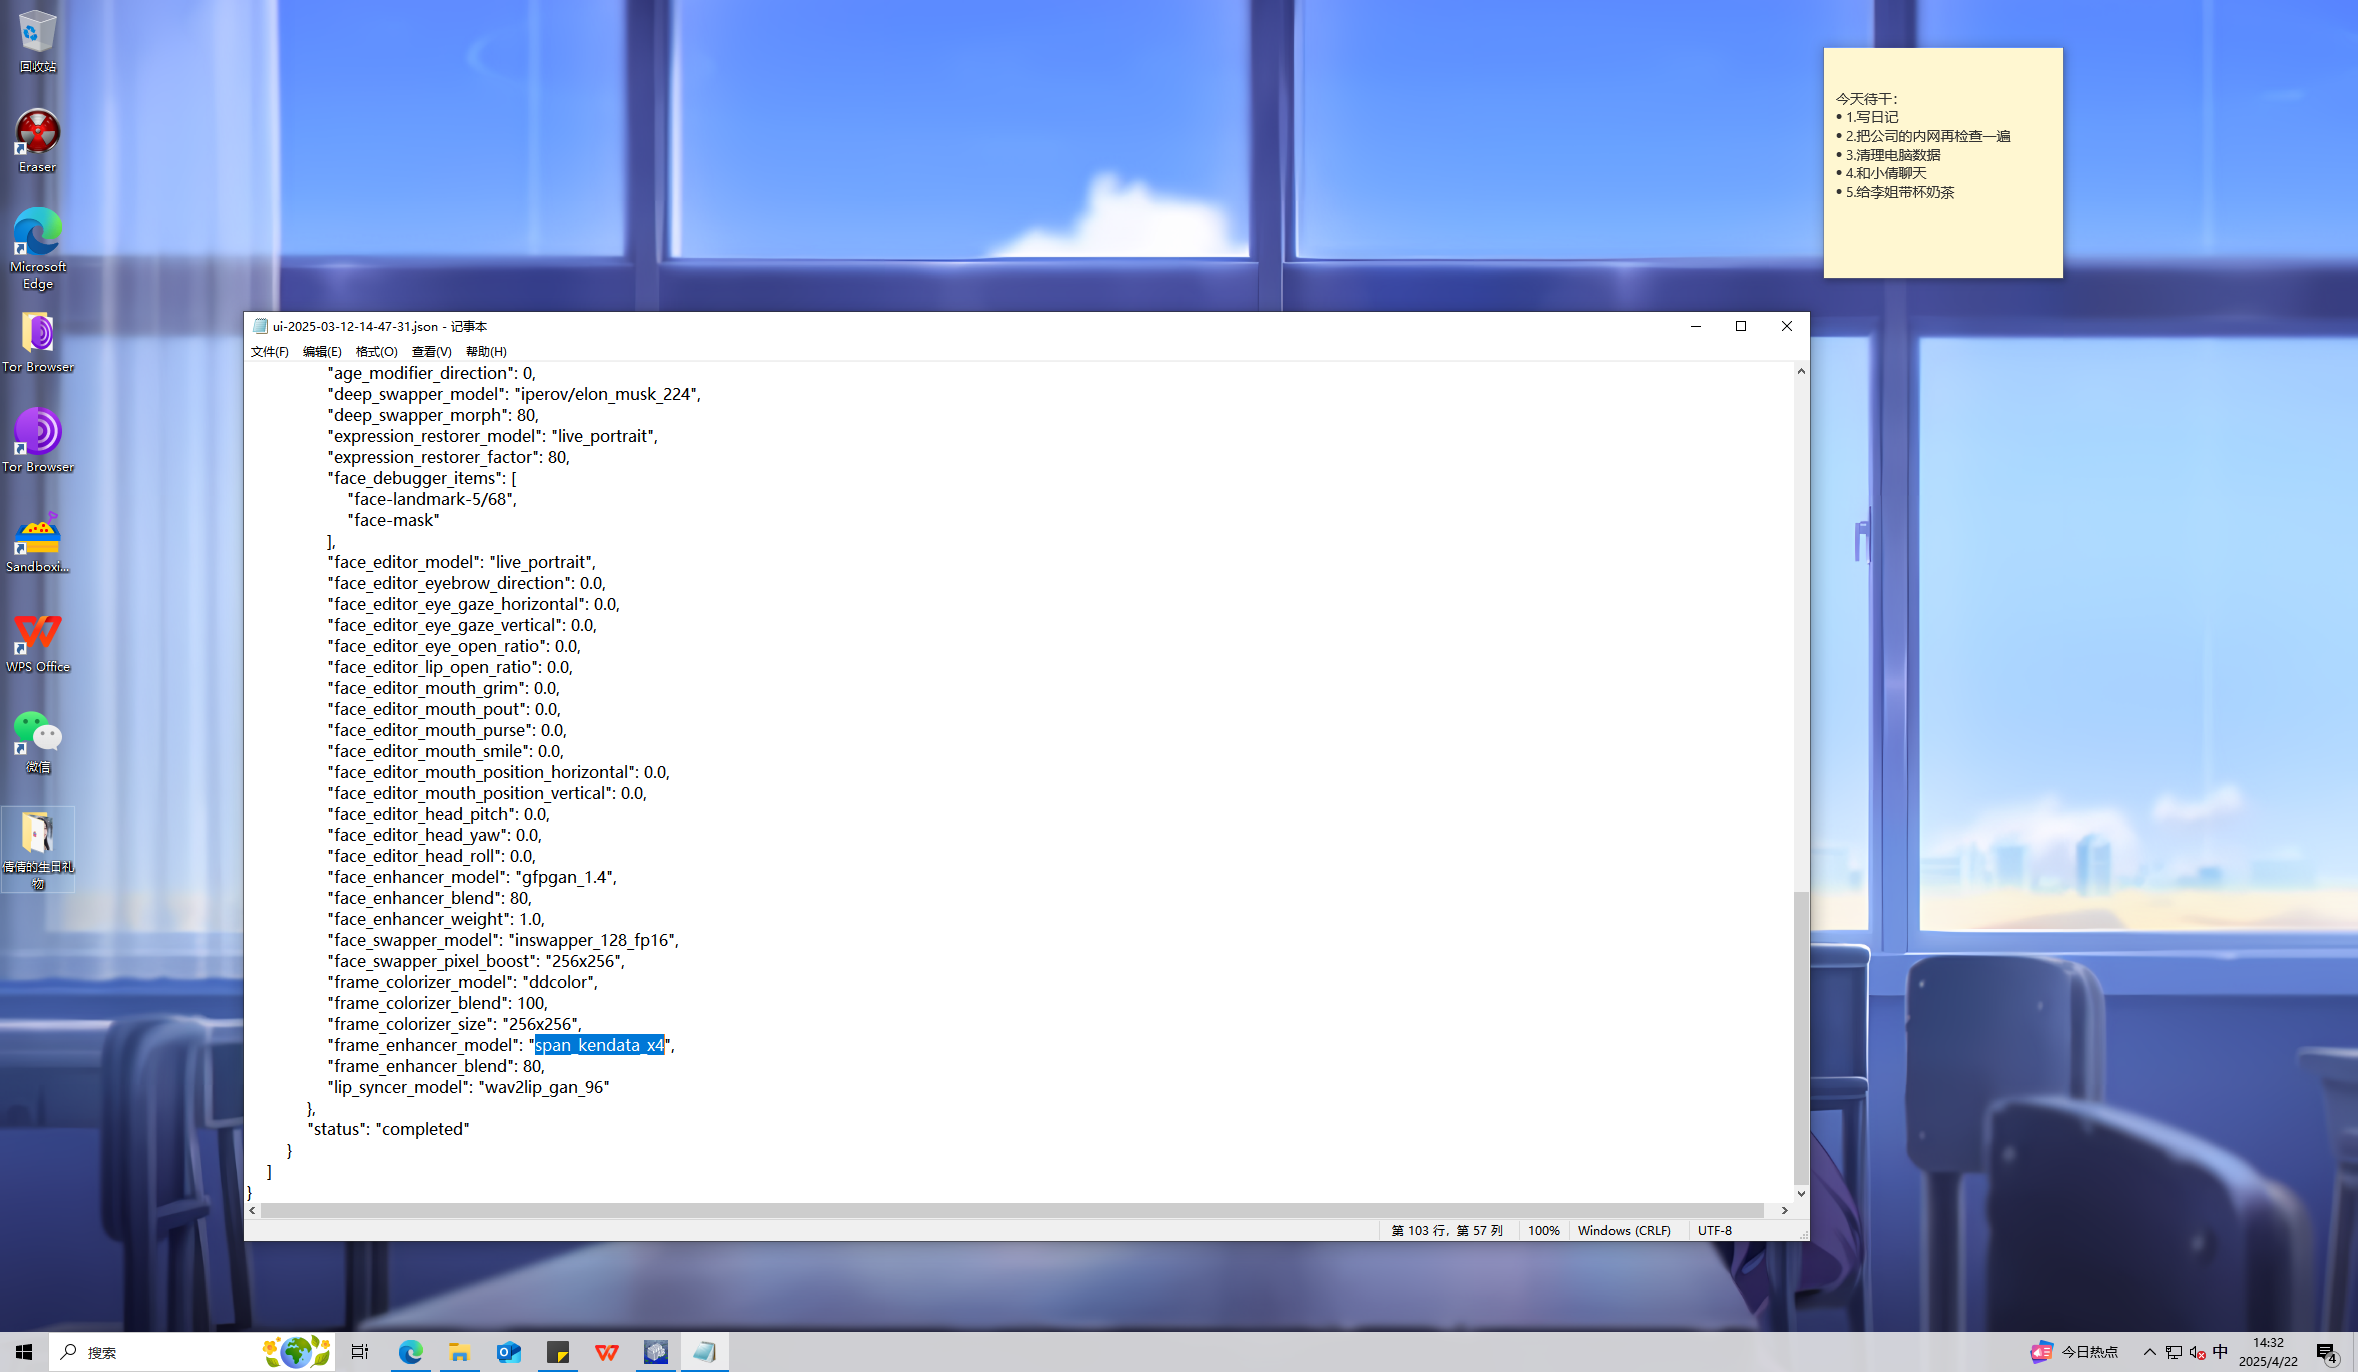 回收站
Eraser
Microsoft
Edge
Tor Browser
Tor Browser
Sandboxi...
WPS Office
微信
倩倩的生日礼
物
今天待干：
• 1.写日记
• 2.把公司的内网再检查一遍
• 3.清理电脑数据
• 4.和小倩聊天
• 5.给李姐带杯奶茶
ui-2025-03-12-14-47-31.json - 记事本
文件(F) 编辑(E) 格式(O) 查看(V) 帮助(H)
"age_modifier_direction": 0,
"deep_swapper_model": "iperov/elon_musk_224",
"deep_swapper_morph": 80,
"expression_restorer_model": "live_portrait",
"expression_restorer_factor": 80,
"face_debugger_items": [
"face-landmark-5/68",
"face-mask"
],
"face_editor_model": "live_portrait",
"face_editor_eyebrow_direction": 0.0,
"face_editor_eye_gaze_horizontal": 0.0,
"face_editor_eye_gaze_vertical": 0.0,
"face_editor_eye_open_ratio": 0.0,
"face_editor_lip_open_ratio": 0.0,
"face_editor_mouth_grim": 0.0,
"face_editor_mouth_pout": 0.0,
"face_editor_mouth_purse": 0.0,
"face_editor_mouth_smile": 0.0,
"face_editor_mouth_position_horizontal": 0.0,
"face_editor_mouth_position_vertical": 0.0,
"face_editor_head_pitch": 0.0,
"face_editor_head_yaw": 0.0,
"face_editor_head_roll": 0.0,
"face_enhancer_model": "gfpgan_1.4",
"face_enhancer_blend": 80,
"face_enhancer_weight": 1.0,
"face_swapper_model": "inswapper_128_fp16",
"face_swapper_pixel_boost": "256x256",
"frame_colorizer_model": "ddcolor",
"frame_colorizer_blend": 100,
"frame_colorizer_size": "256x256",
"frame_enhancer_model": "span_kendata_x4",
"frame_enhancer_blend": 80,
"lip_syncer_model": "wav2lip_gan_96"
},
"status": "completed"
}
]
}
第 103 行，第 57 列 100% Windows (CRLF) UTF-8
搜索
今日热点
中
14:32
2025/4/22
4